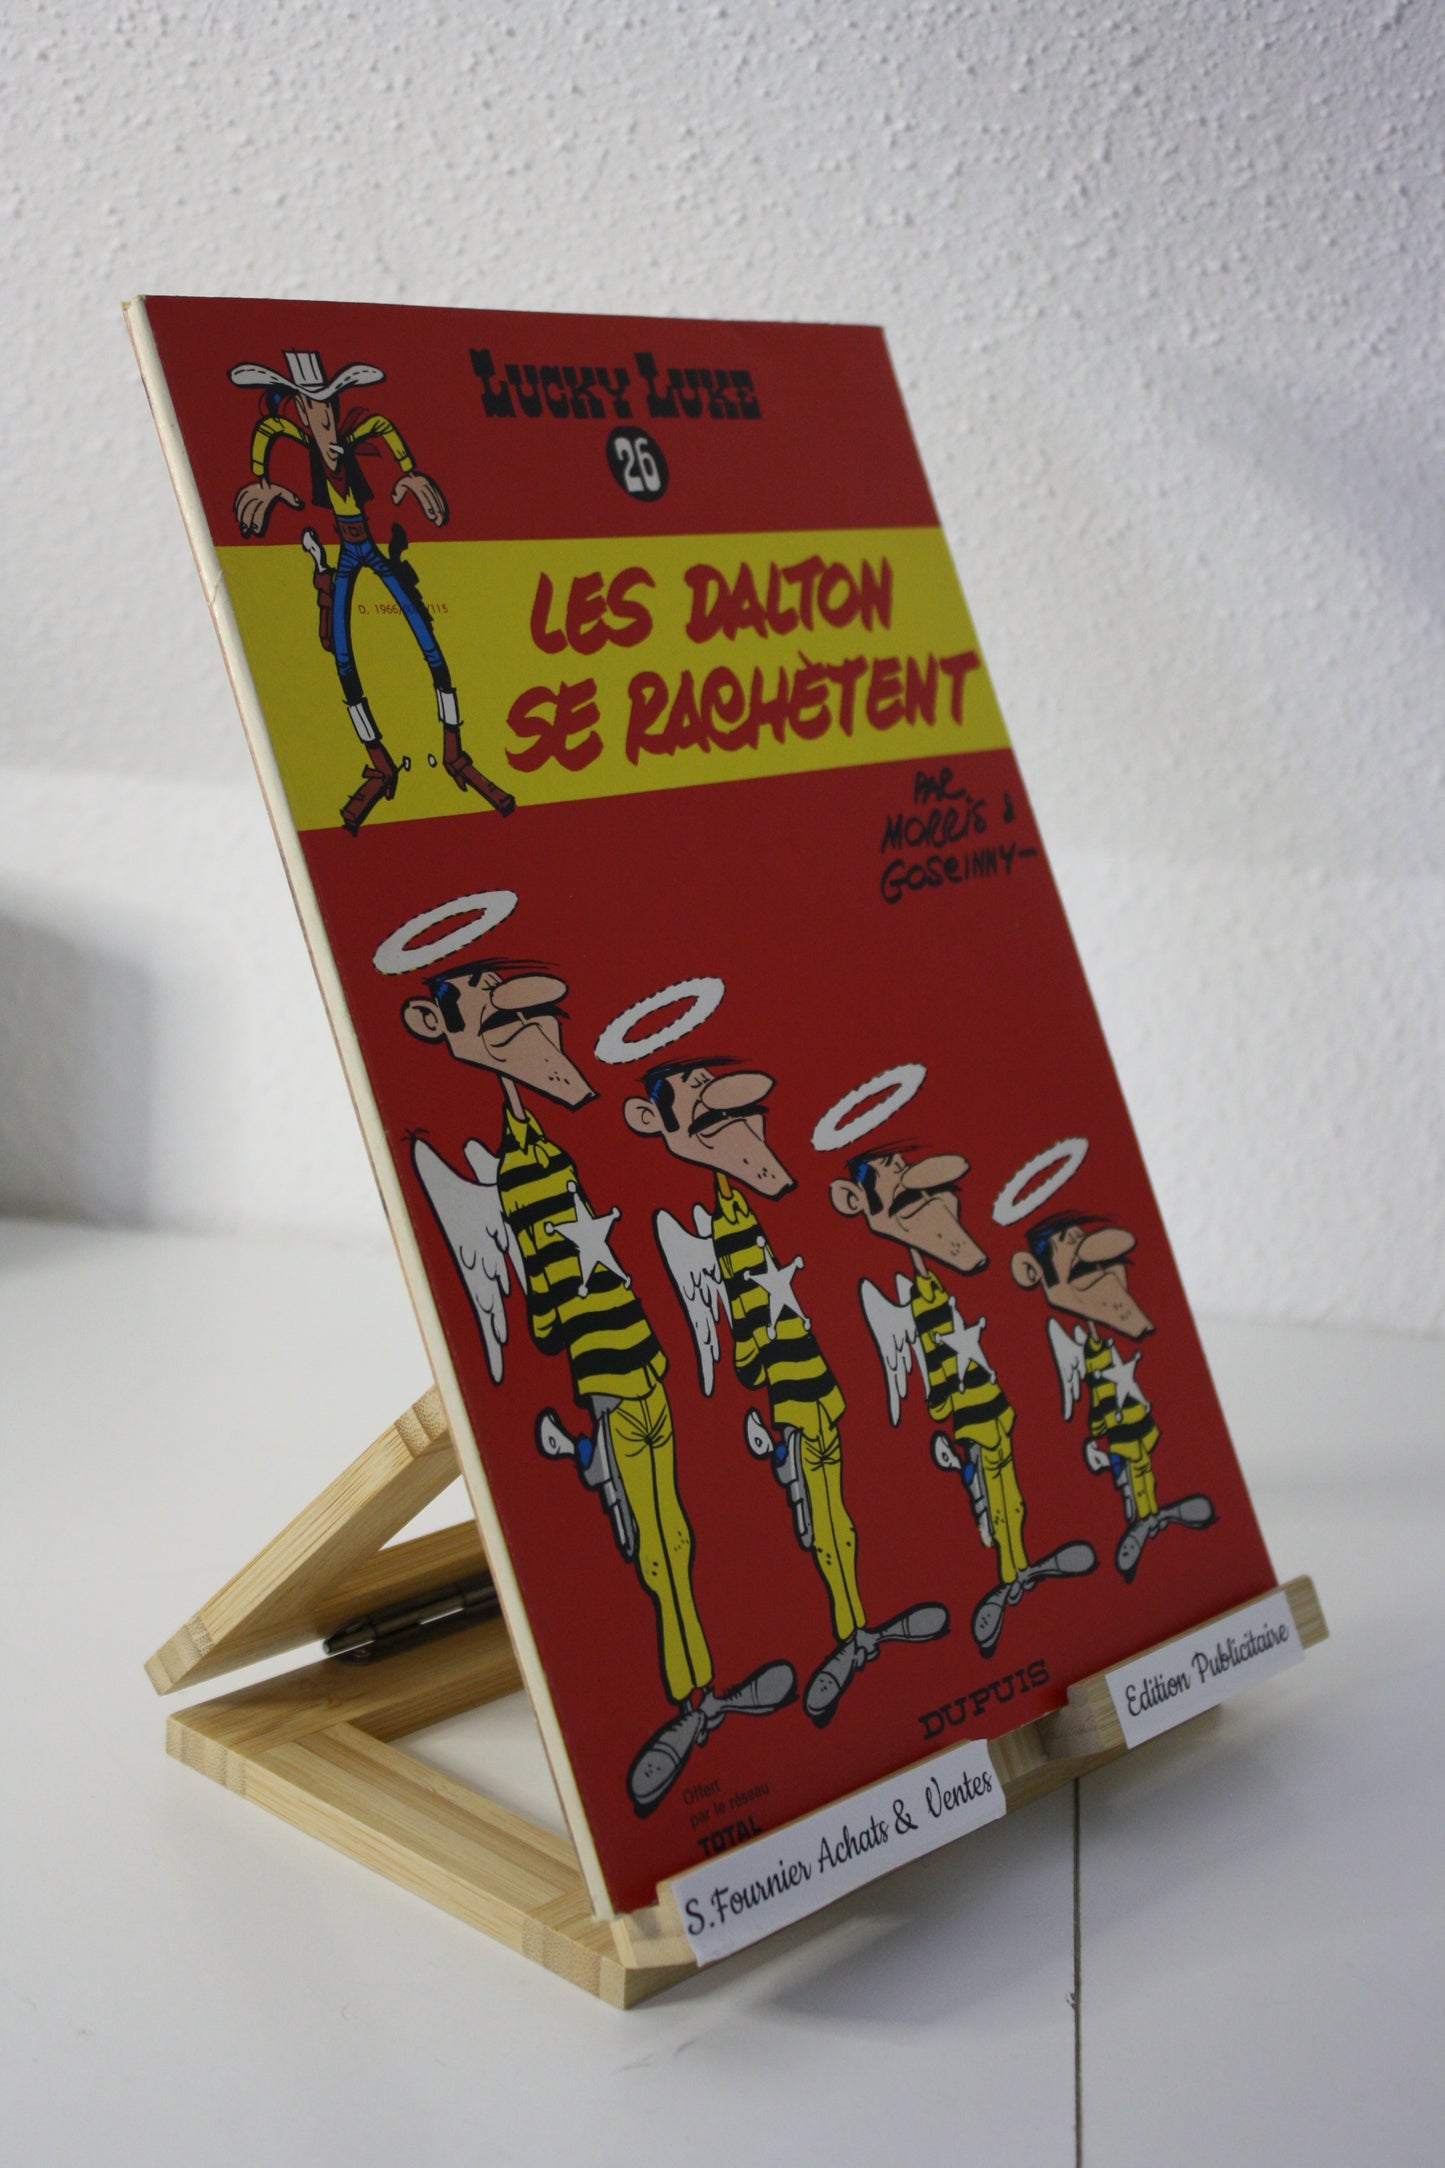 LUCKY LUKE
26
LES DALTON
SE RACHÈTENT
PAR
MORRIS &
GOSCINNY
DUPUIS
Offert
par le réseau
TOTAL
S.Fournier Achats & Ventes
Edition Publicitaire